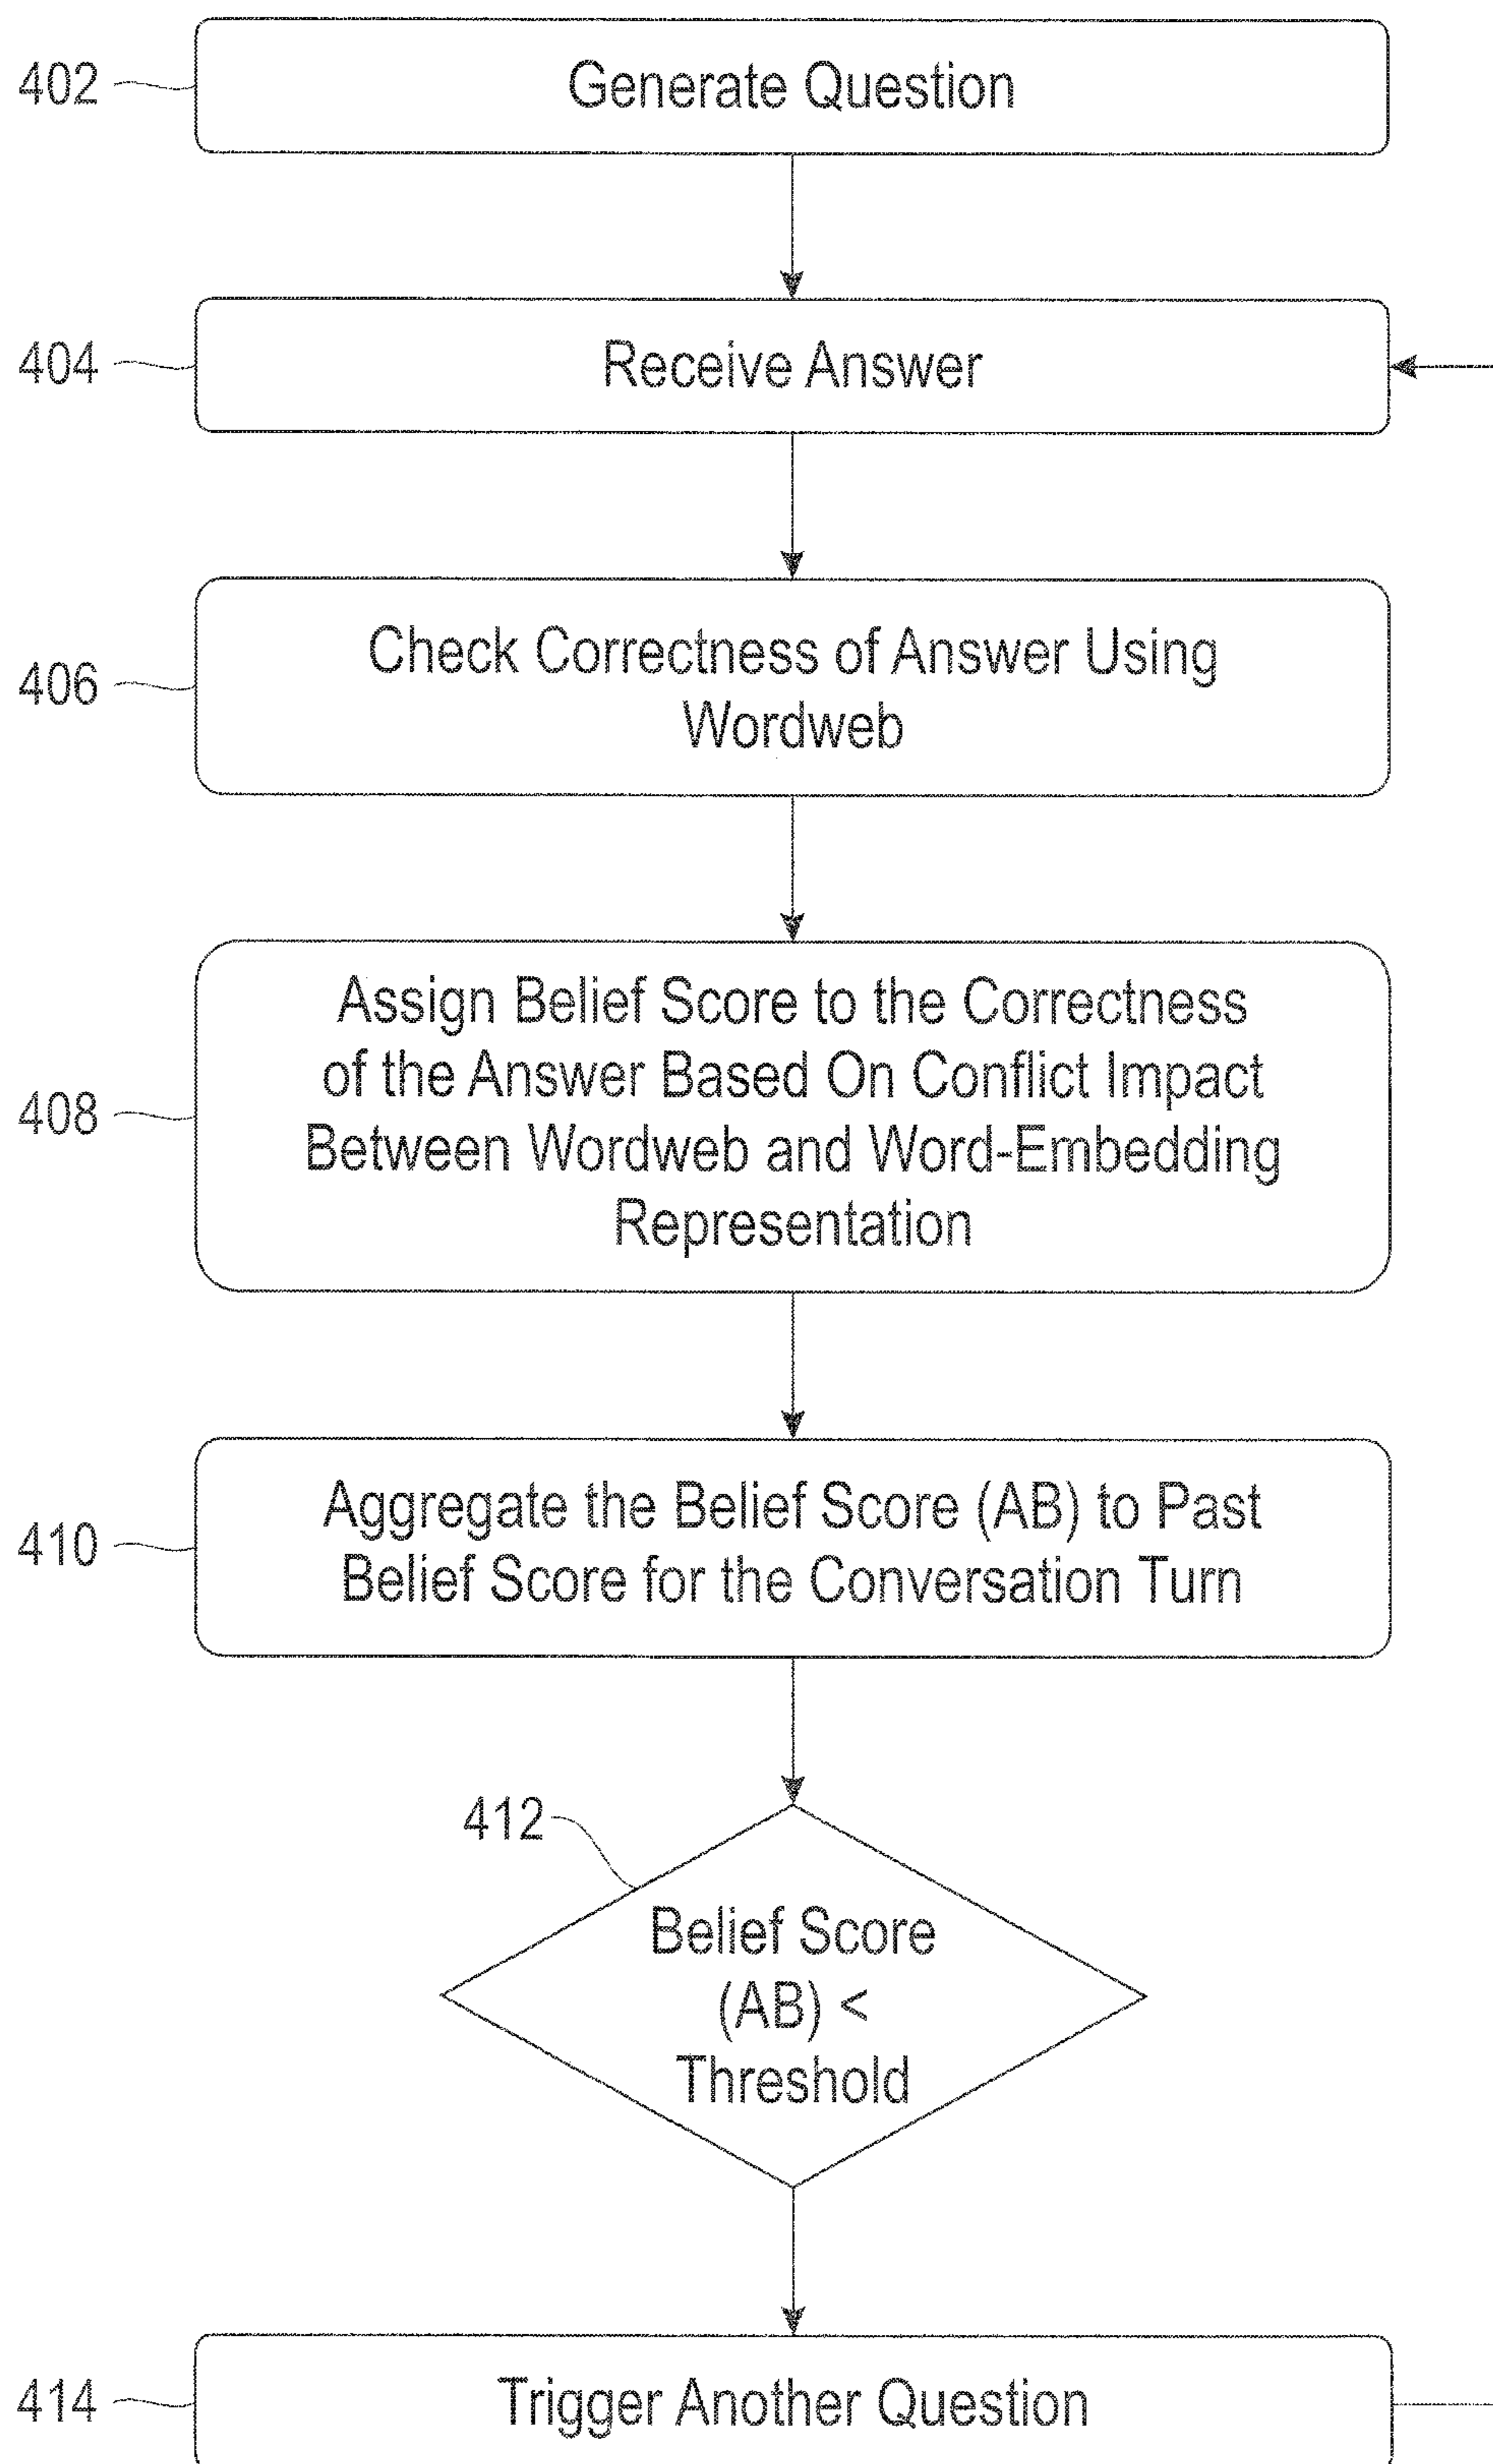 402
Generate Question
404
Receive Answer
406
Check Correctness of Answer Using
Wordweb
408
Assign Belief Score to the Correctness
of the Answer Based On Conflict Impact
Between Wordweb and Word-Embedding
Representation
410
Aggregate the Belief Score (AB) to Past
Belief Score for the Conversation Turn
412
Belief Score
(AB) <
Threshold
414
Trigger Another Question